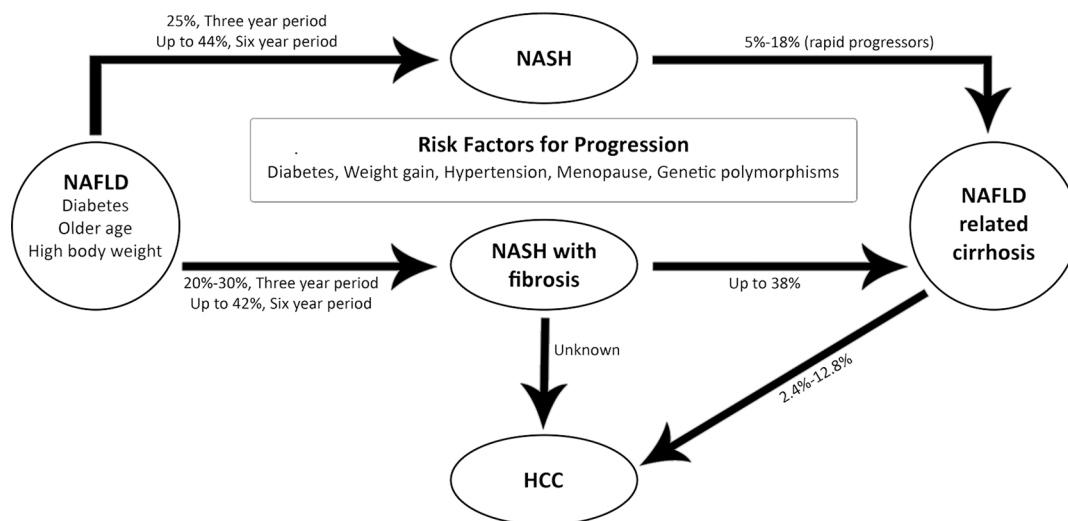 25%, Three year period
Up to 44%, Six year period
NASH
5%-18% (rapid progressors)
Risk Factors for Progression
Diabetes, Weight gain, Hypertension, Menopause, Genetic polymorphisms
NAFLD
Diabetes
Older age
High body weight
NAFLD
related
cirrhosis
NASH with
fibrosis
20%-30%, Three year period
Up to 42%, Six year period
Up to 38%
Unknown
2.4%-12.8%
HCC